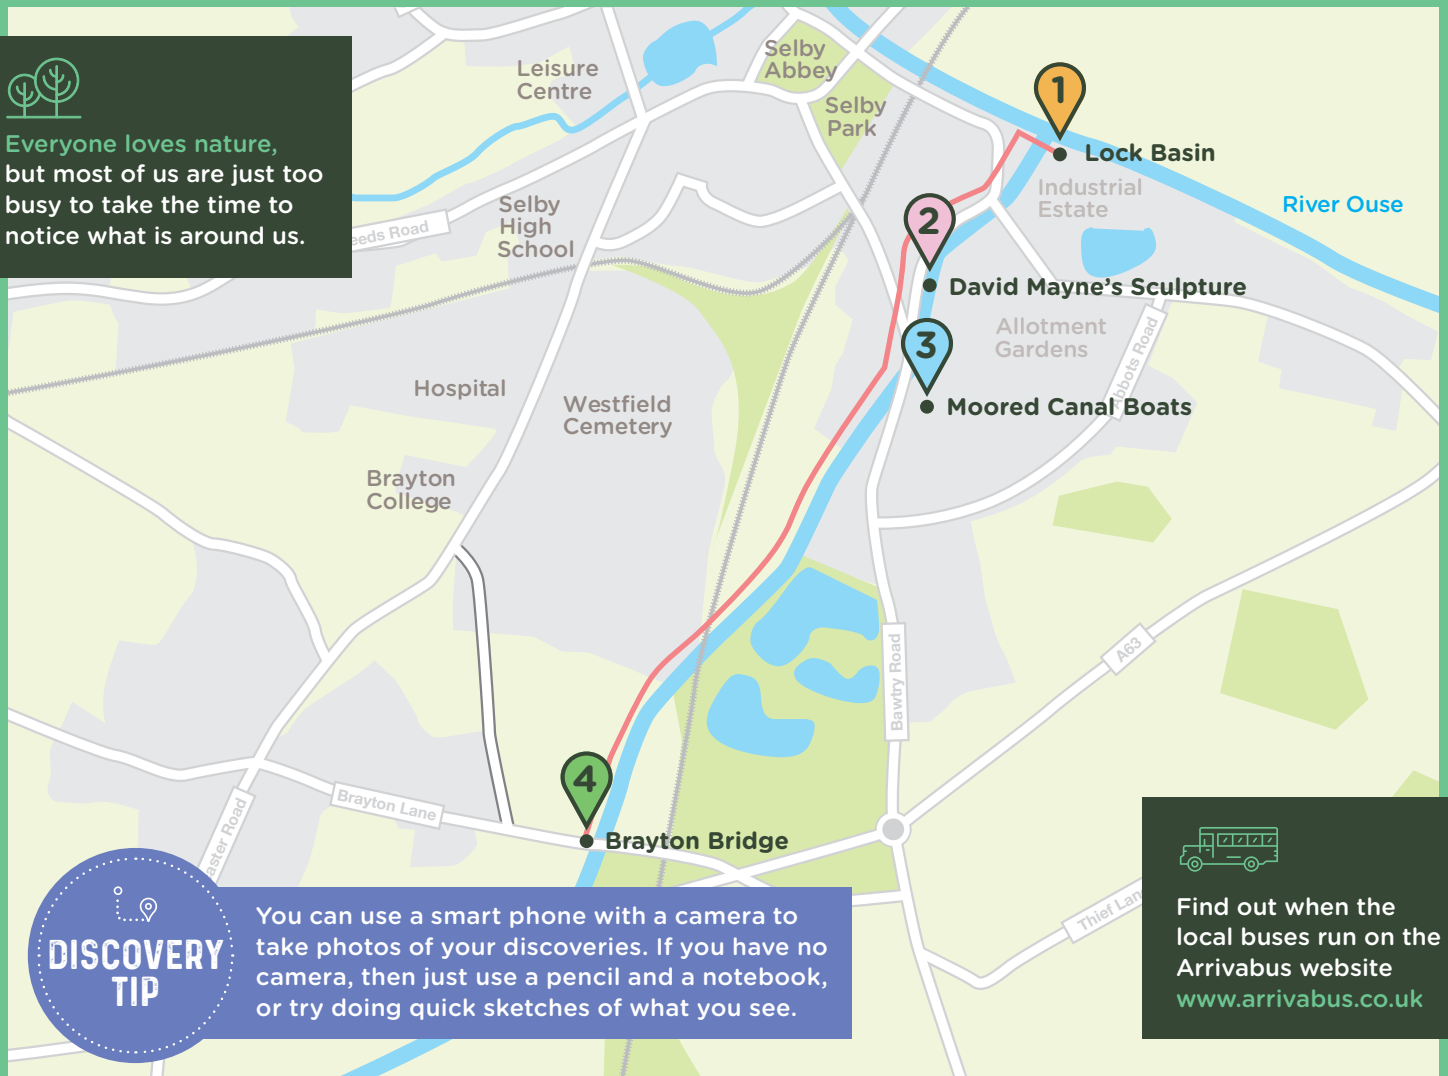 Everyone loves nature,
but most of us are just too
busy to take the time to
notice what is around us.
Leisure
Centre
Selby
Abbey
Selby
Park
1
Lock Basin
Industrial
Estate
River Ouse
Selby
High
School
2
David Mayne's Sculpture
Allotment
Gardens
3
Moored Canal Boats
Abbots Road
Hospital
Westfield
Cemetery
Brayton
College
Road
Bawtry Road
A63
4
Brayton Bridge
Brayton Lane
Road
Thief
DISCOVERY
TIP
You can use a smart phone with a camera to
take photos of your discoveries. If you have no
camera, then just use a pencil and a notebook,
or try doing quick sketches of what you see.
Find out when the
local buses run on the
Arrivabus website
www.arrivabus.co.uk